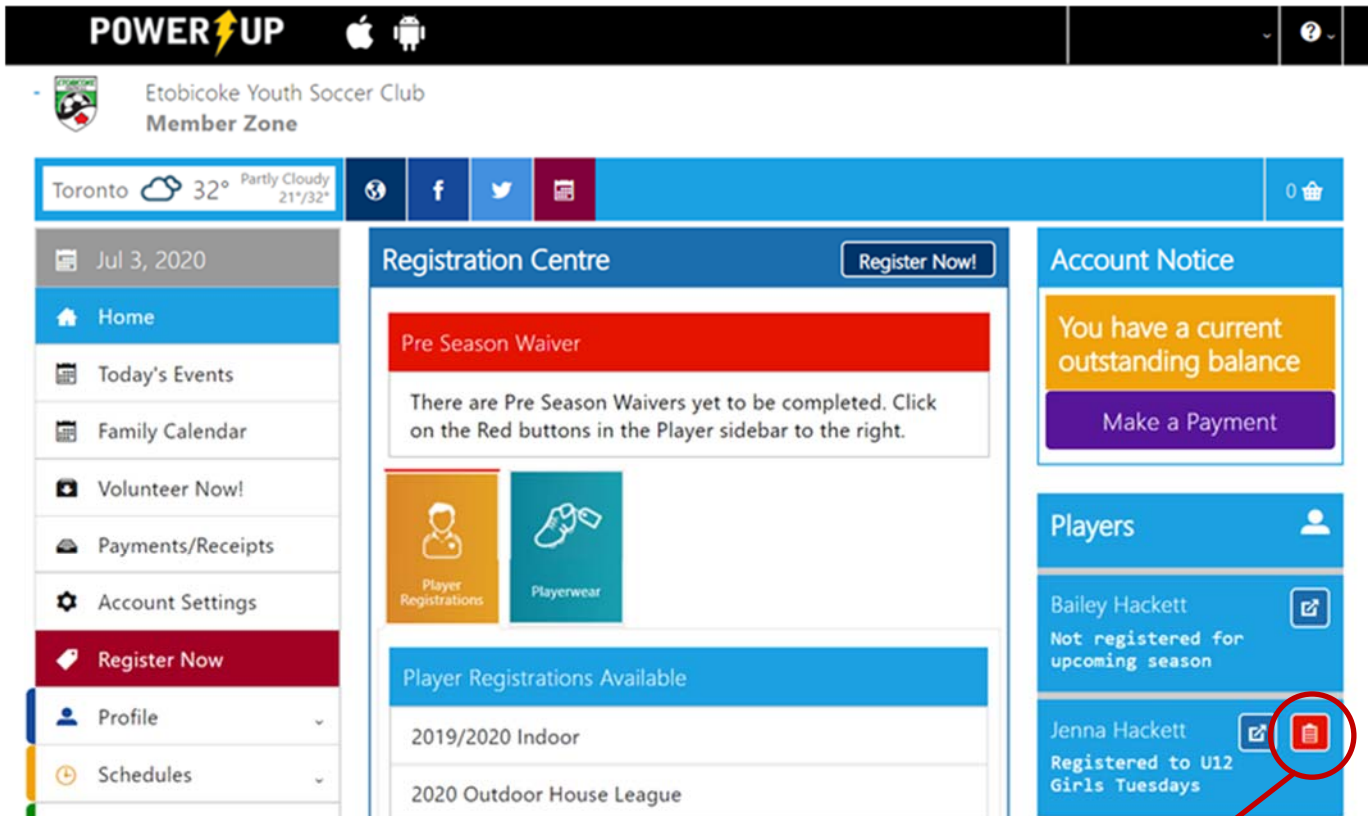 POWER UP
?
Etobicoke Youth Soccer Club
Member Zone
Toronto 32° Partly Cloudy
21°/32°
f
0
Jul 3, 2020
Home
Today's Events
Family Calendar
Volunteer Now!
Payments/Receipts
Account Settings
Register Now
Profile
Schedules
Registration Centre
Register Now!
Pre Season Waiver
There are Pre Season Waivers yet to be completed. Click
on the Red buttons in the Player sidebar to the right.
Player
Registrations
Playerwear
Player Registrations Available
2019/2020 Indoor
2020 Outdoor House League
Account Notice
You have a current
outstanding balance
Make a Payment
Players
Bailey Hackett
Not registered for
upcoming season
Jenna Hackett
Registered to U12
Girls Tuesdays